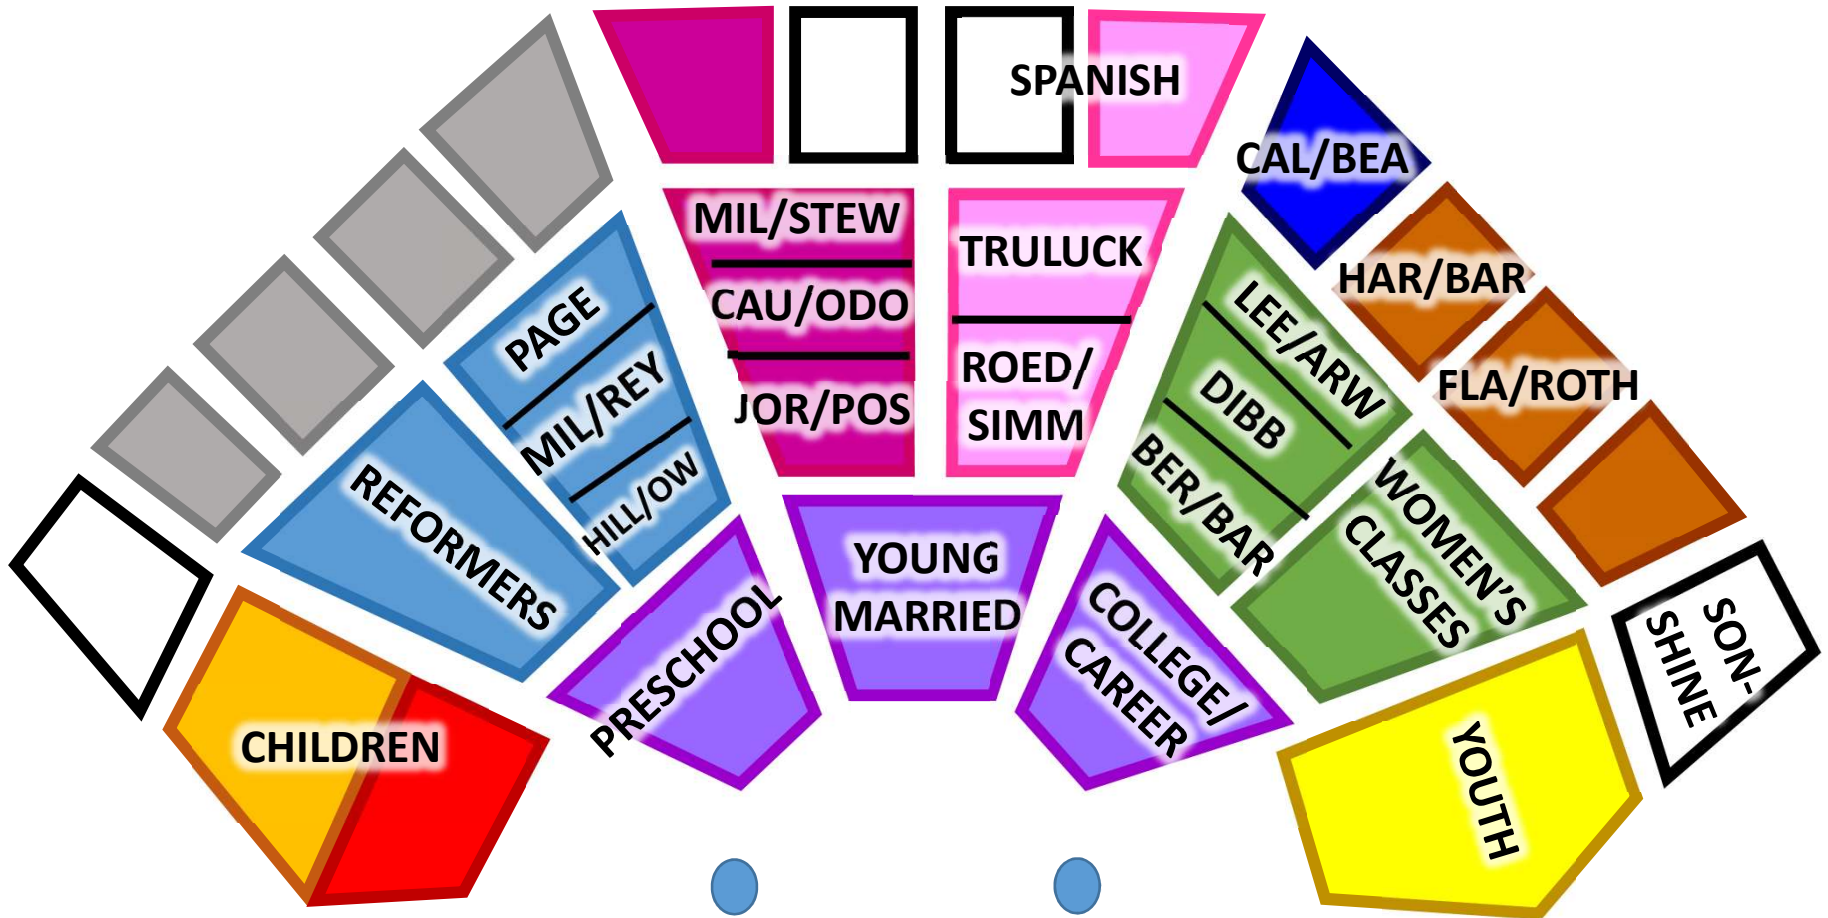 SPANISH
CAL/BEA
MIL/STEW
TRULUCK
HAR/BAR
CAU/ODO
PAGE
LEE/ARW
FLA/ROTH
MIL/REY
JOR/POS
ROED/
SIMM
DIBB
HILL/OW
BER/BAR
REFORMERS
WOMEN'S
CLASSES
YOUNG
MARRIED
PRESCHOOL
COLLEGE/
CAREER
SON-
SHINE
CHILDREN
YOUTH